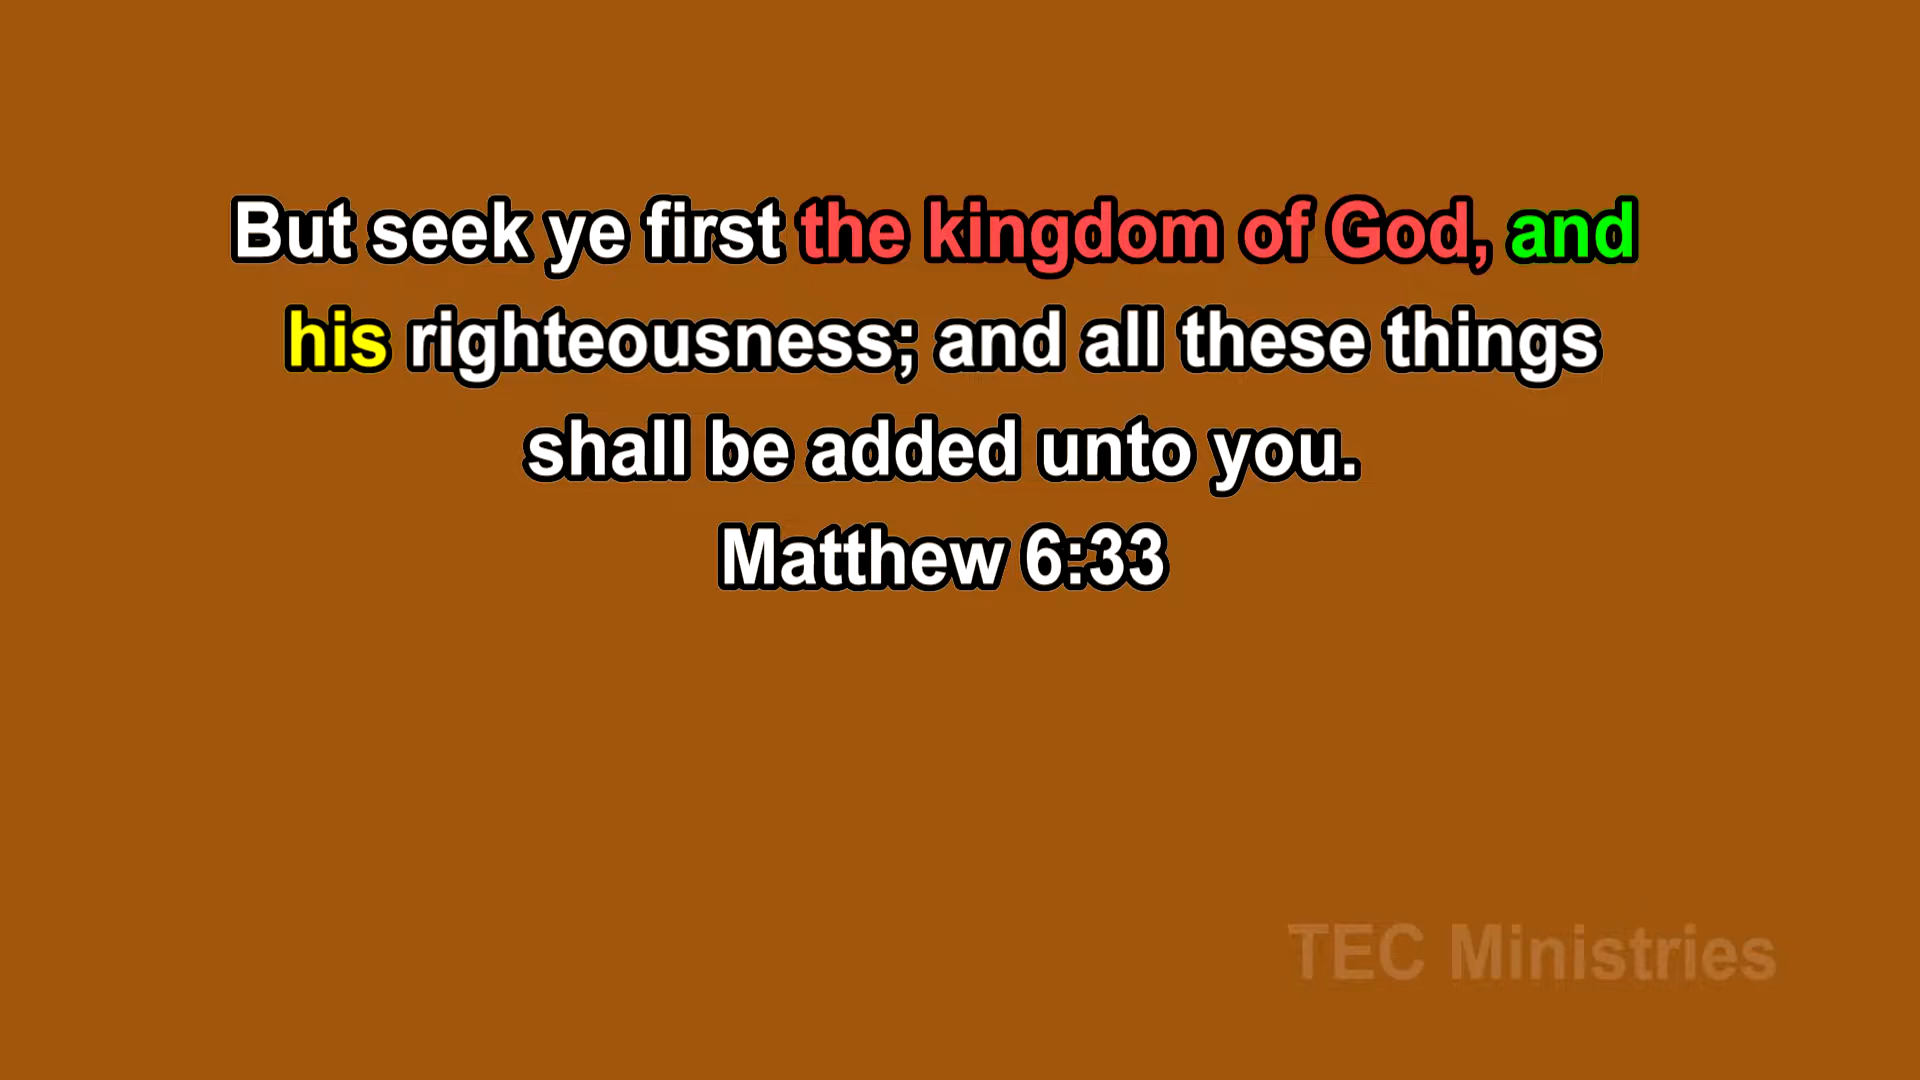 But seek ye first the kingdom of God, and
his righteousness; and all these things
shall be added unto you.
Matthew 6:33
TEC Ministries